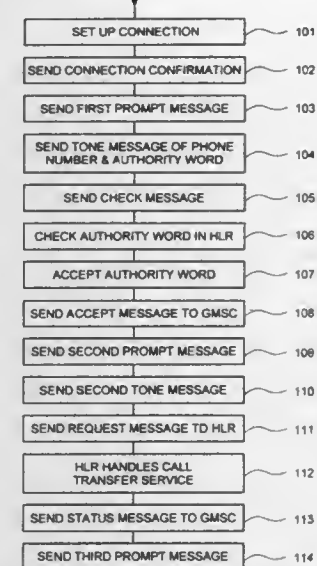 SET UP CONNECTION 101
SEND CONNECTION CONFIRMATION 102
SEND FIRST PROMPT MESSAGE 103
SEND TONE MESSAGE OF PHONE
NUMBER & AUTHORITY WORD 104
SEND CHECK MESSAGE 105
CHECK AUTHORITY WORD IN HLR 106
ACCEPT AUTHORITY WORD 107
SEND ACCEPT MESSAGE TO GMSC 108
SEND SECOND PROMPT MESSAGE 109
SEND SECOND TONE MESSAGE 110
SEND REQUEST MESSAGE TO HLR 111
HLR HANDLES CALL
TRANSFER SERVICE 112
SEND STATUS MESSAGE TO GMSC 113
SEND THIRD PROMPT MESSAGE 114